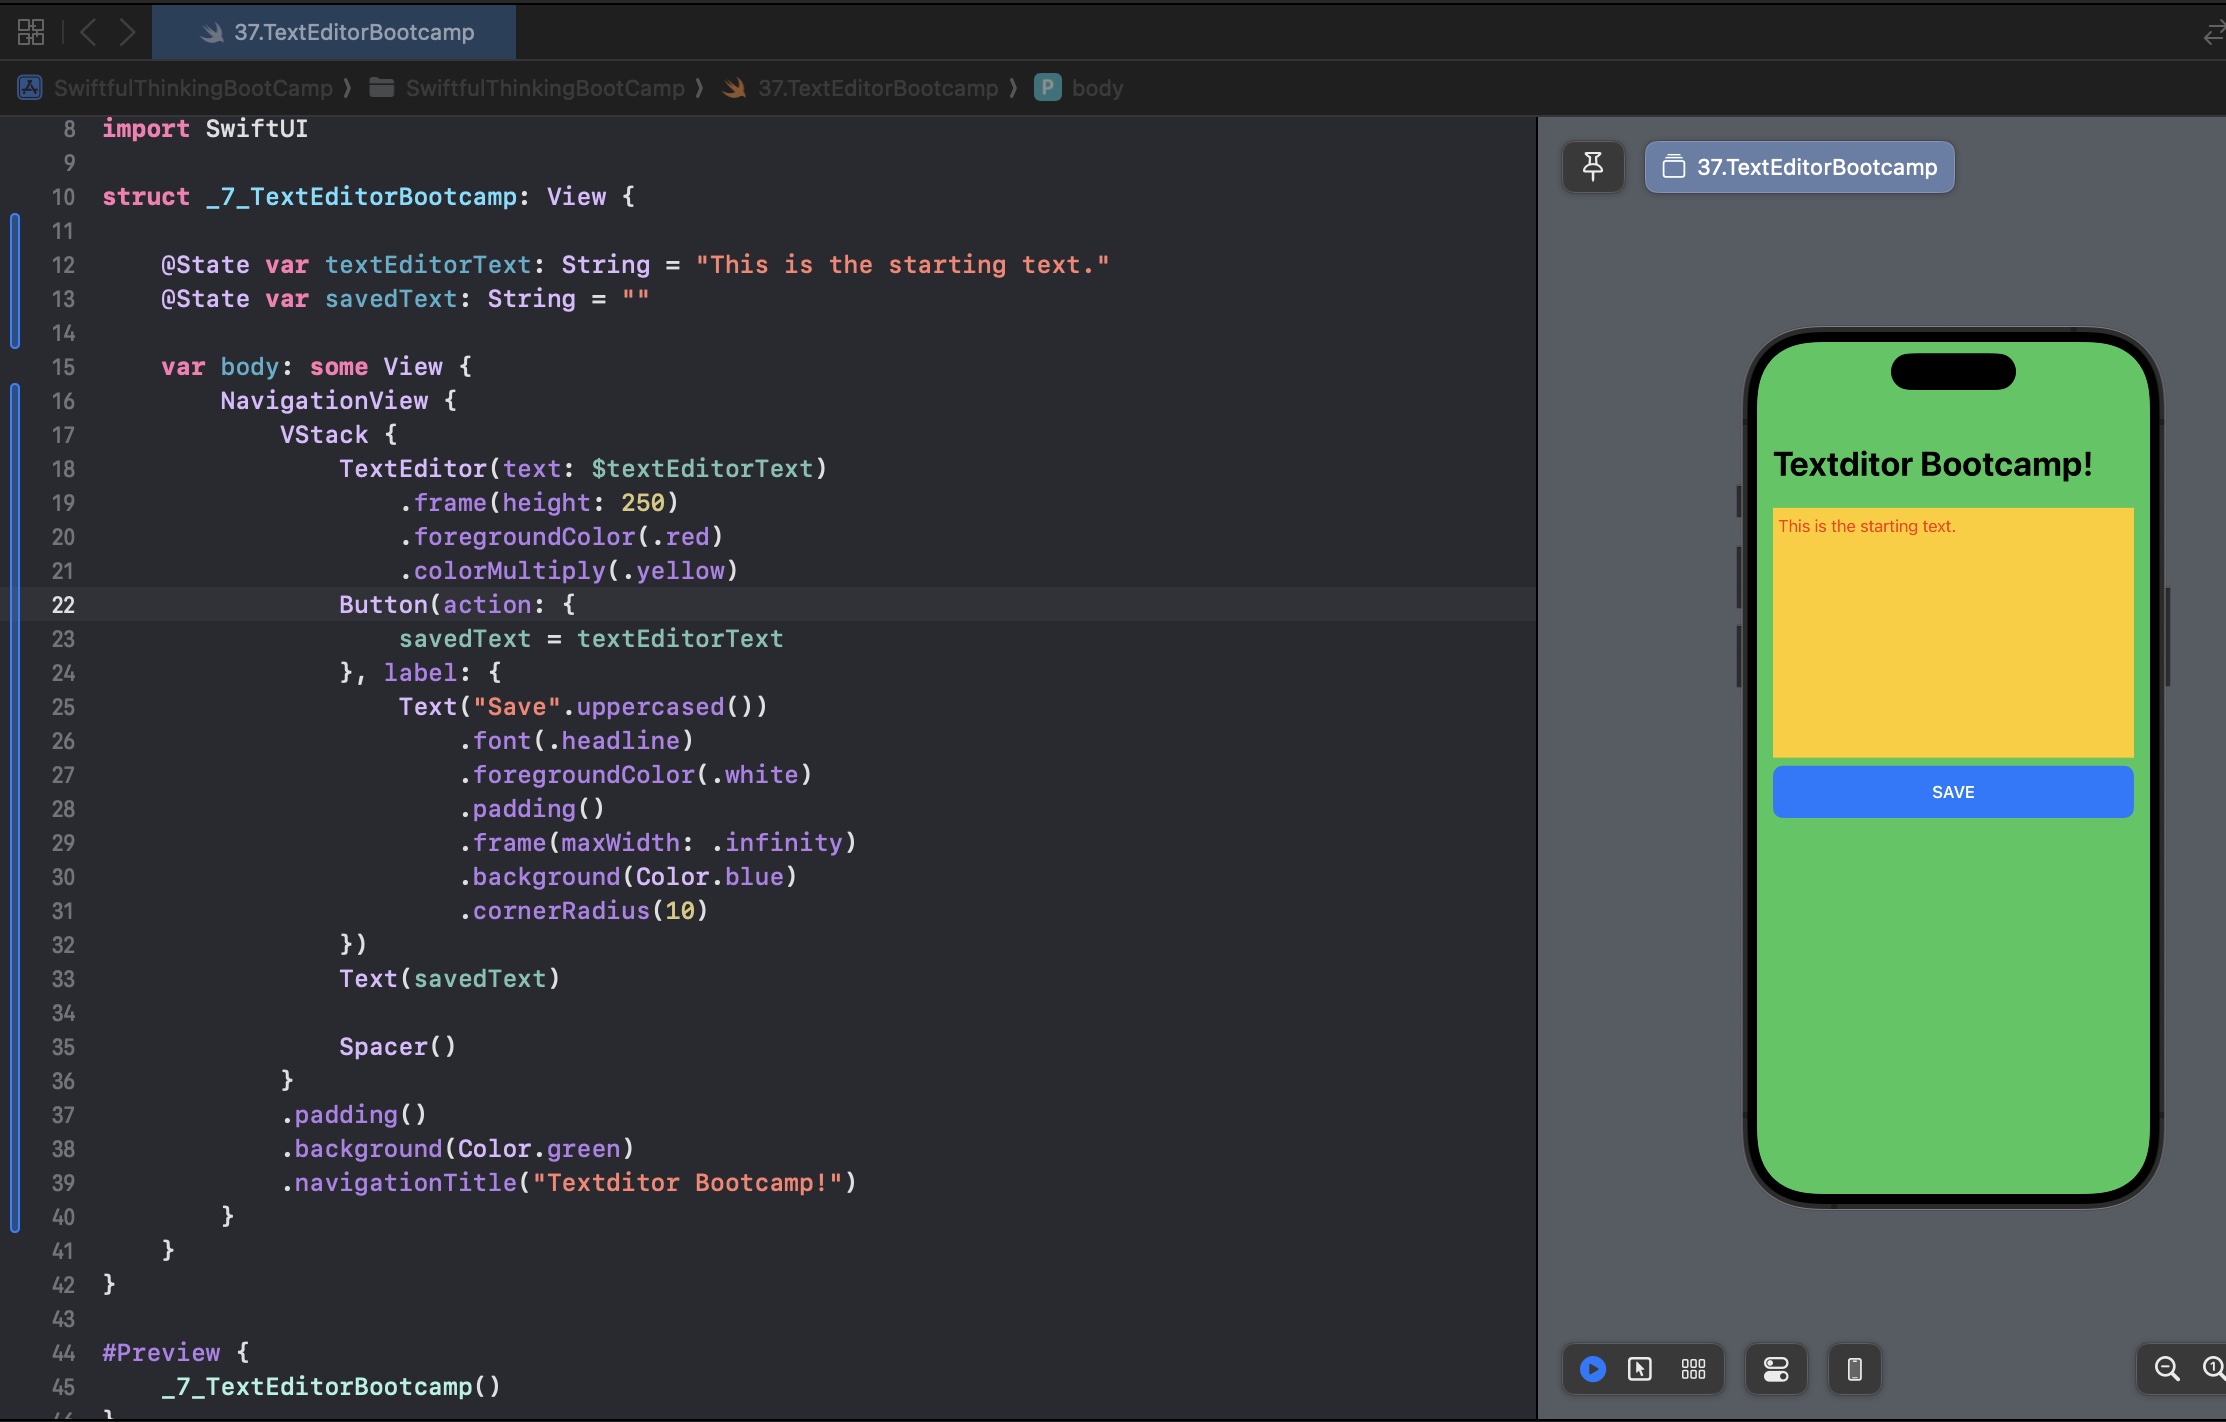 37.TextEditorBootcamp
SwiftfulThinkingBootCamp ⟩ SwiftfulThinkingBootCamp ⟩ 37.TextEditorBootcamp ⟩ P body
8 import SwiftUI
9
10 struct _7_TextEditorBootcamp: View {
11
12 @State var textEditorText: String = "This is the starting text."
13 @State var savedText: String = ""
14
15 var body: some View {
16 NavigationView {
17 VStack {
18 TextEditor(text: $textEditorText)
19 .frame(height: 250)
20 .foregroundColor(.red)
21 .colorMultiply(.yellow)
22 Button(action: {
23 savedText = textEditorText
24 }, label: {
25 Text("Save".uppercased())
26 .font(.headline)
27 .foregroundColor(.white)
28 .padding()
29 .frame(maxWidth: .infinity)
30 .background(Color.blue)
31 .cornerRadius(10)
32 })
33 Text(savedText)
34
35 Spacer()
36 }
37 .padding()
38 .background(Color.green)
39 .navigationTitle("Textditor Bootcamp!")
40 }
41 }
42 }
43
44 #Preview {
45 _7_TextEditorBootcamp()
37.TextEditorBootcamp
Textditor Bootcamp!
This is the starting text.
SAVE